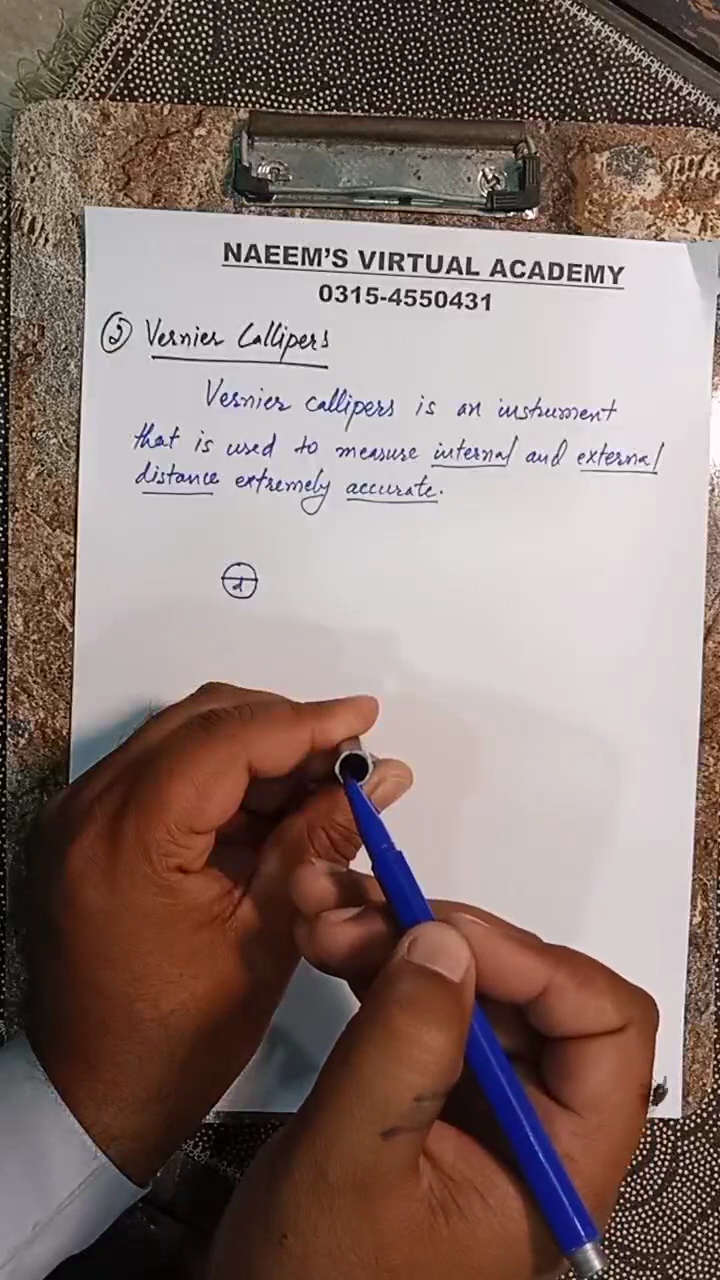 NAEEM'S VIRTUAL ACADEMY
0315-4550431
② Vernier Callipers
Vernier callipers is an instrument
that is used to measure internal and external
distance extremely accurate.
d